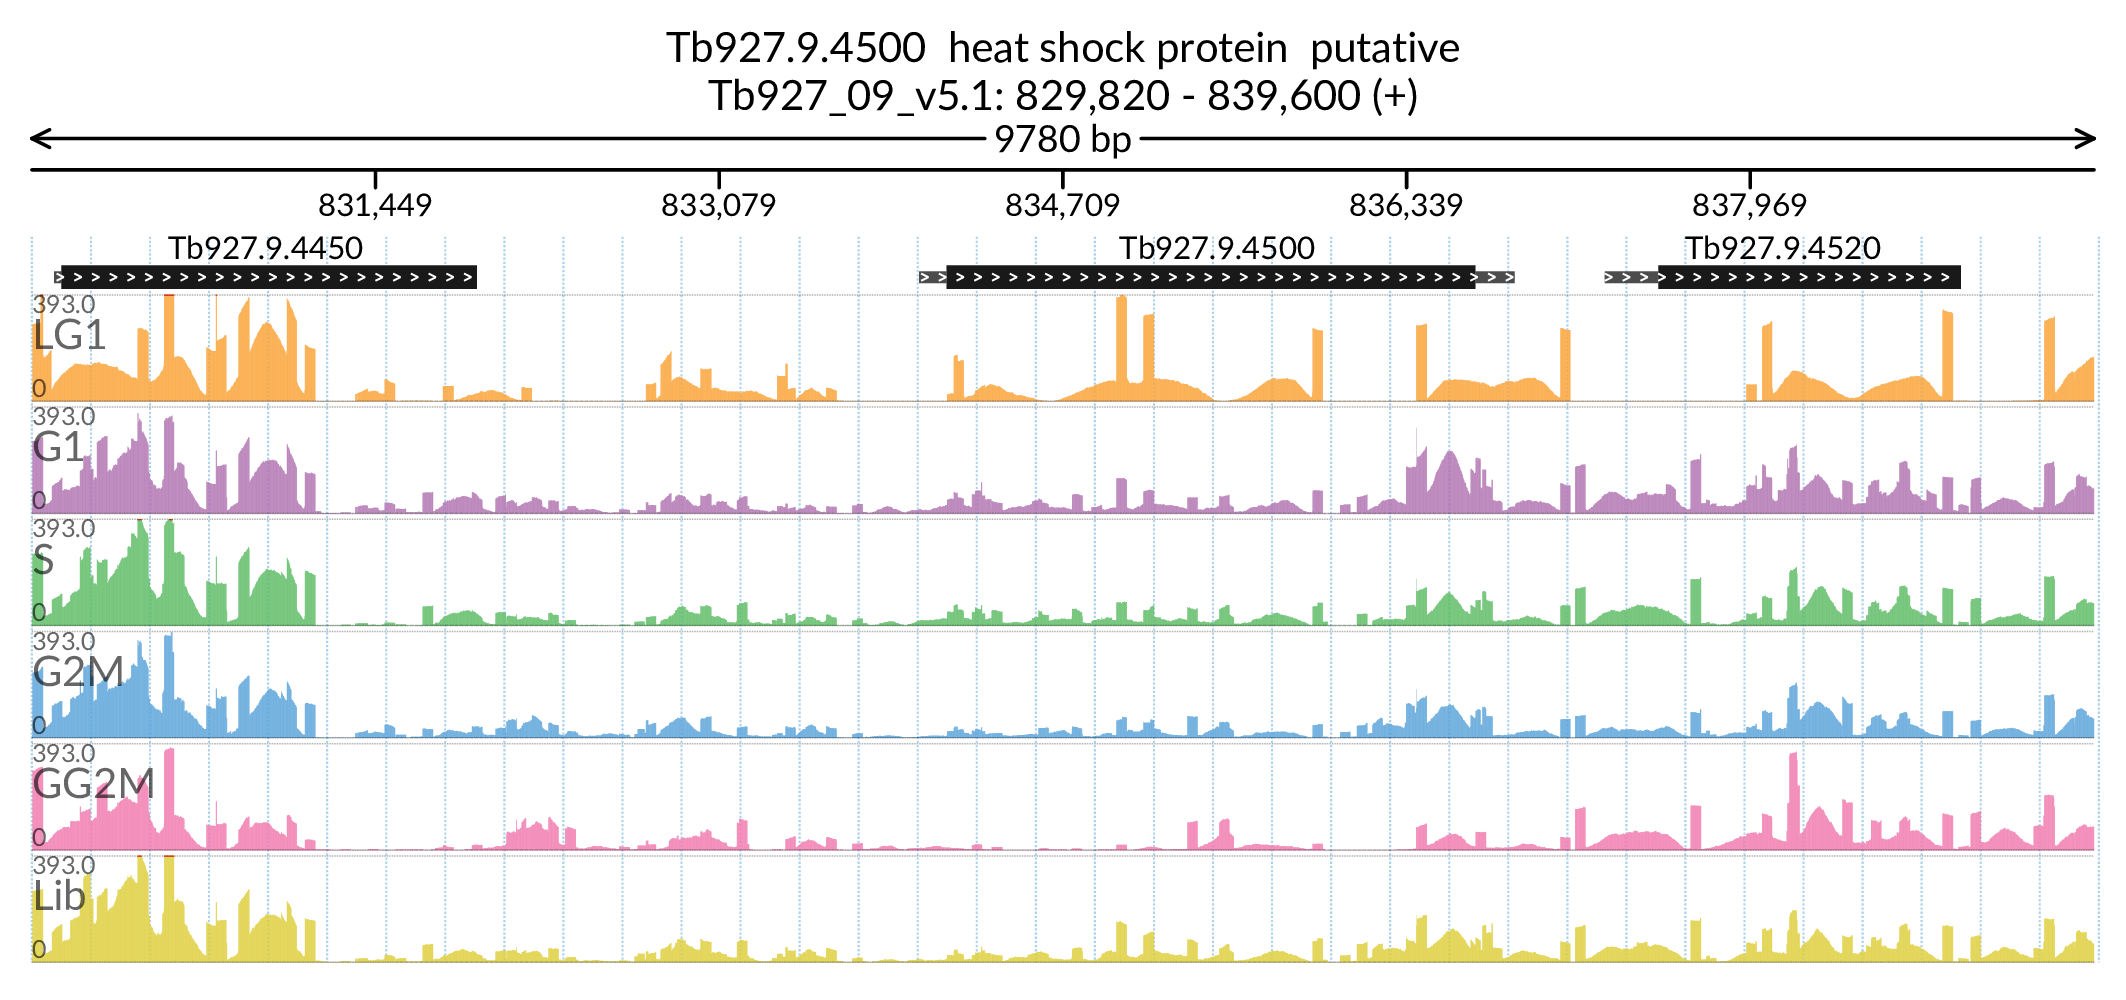 Tb927.9.4500  heat shock protein  putative
Tb927_09_v5.1: 829,820 - 839,600 (+)
9780 bp
831,449 833,079 834,709 836,339 837,969
Tb927.9.4450 Tb927.9.4500 Tb927.9.4520
393.0
LG1
0
393.0
G1
0
393.0
S
0
393.0
G2M
0
393.0
GG2M
0
393.0
Lib
0